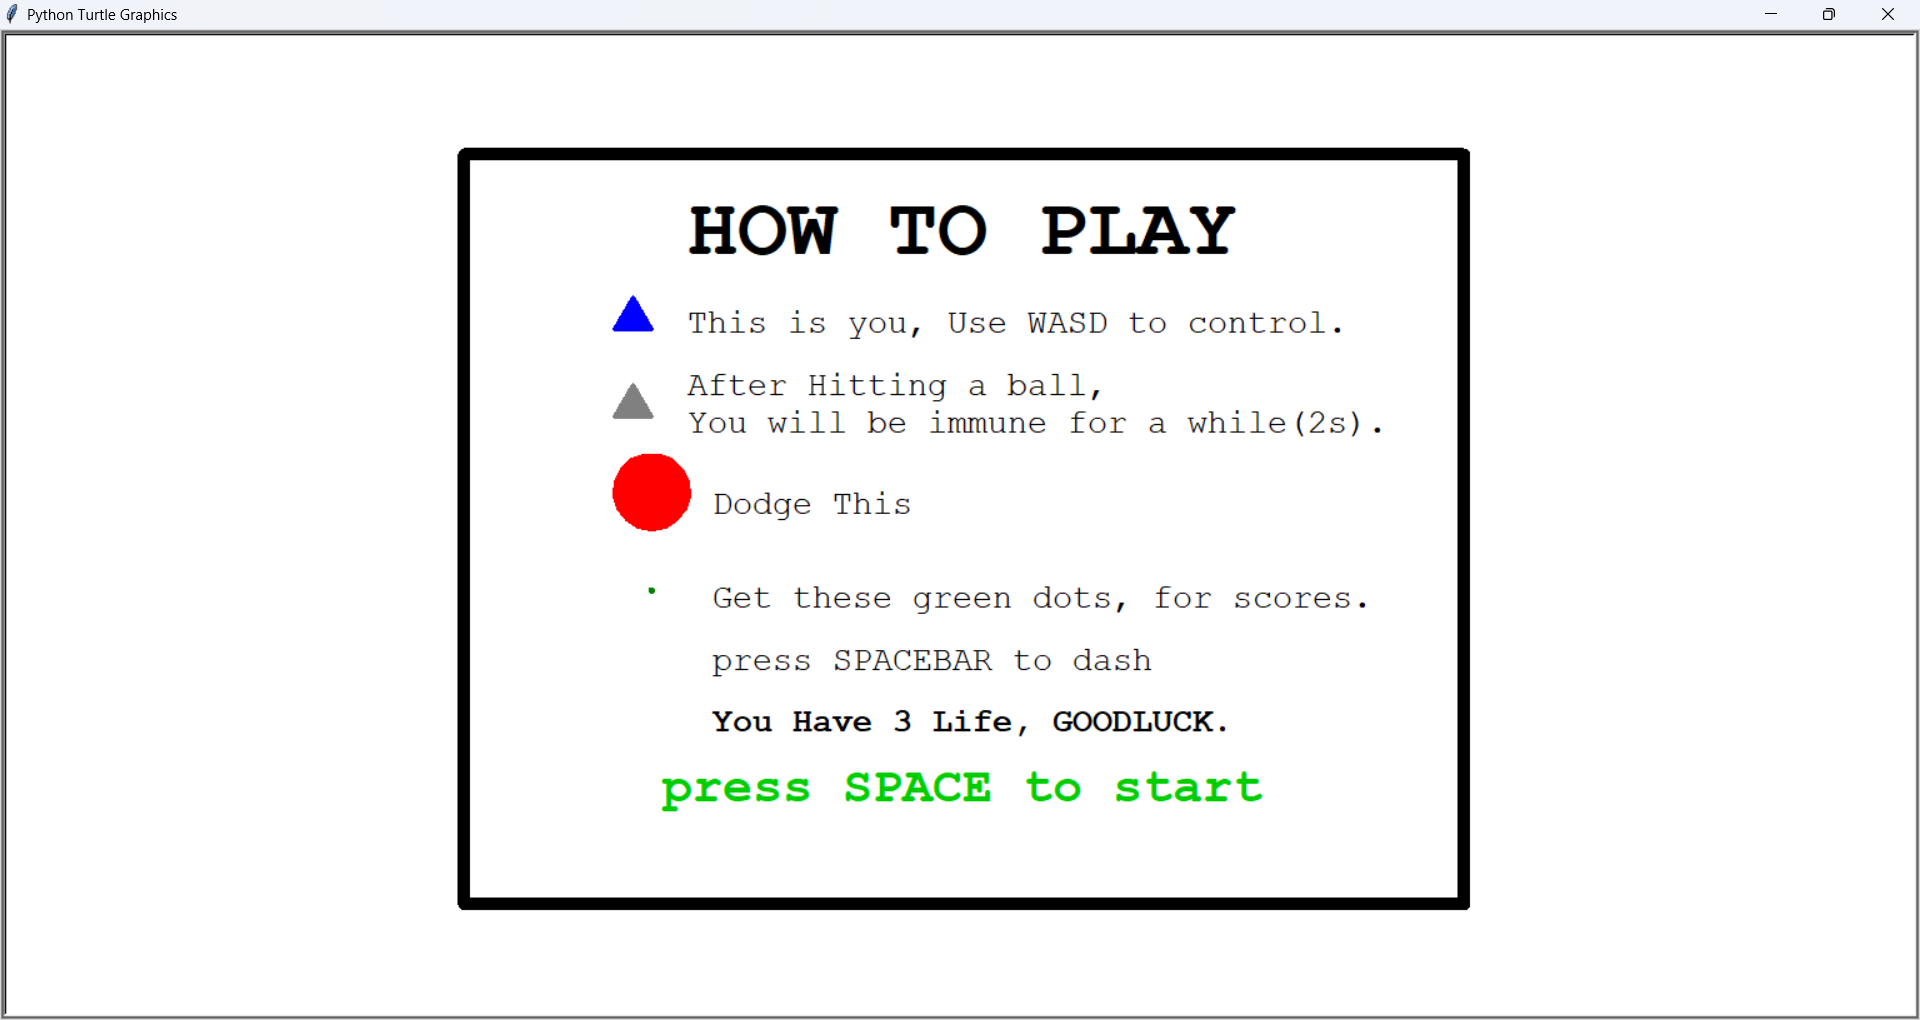 Python Turtle Graphics
HOW TO PLAY
This is you, Use WASD to control.
After Hitting a ball,
You will be immune for a while(2s).
Dodge This
Get these green dots, for scores.
press SPACEBAR to dash
You Have 3 Life, GOODLUCK.
press SPACE to start